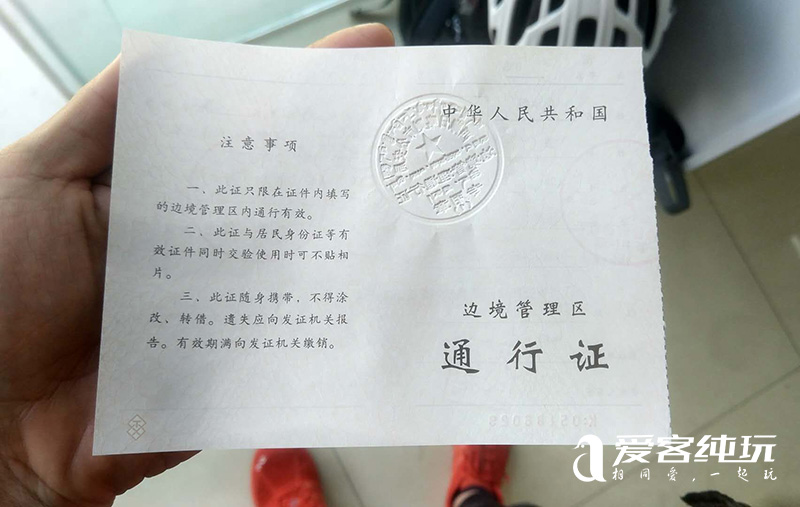 注意事项
一、此证只限在证件内填写
的边境管理区内通行有效。
二、此证与居民身份证等有
效证件同时交验使用时可不贴相
片。
三、此证随身携带，不得涂
改、转借。遗失应向发证机关报
告。有效期满向发证机关缴销。
中华人民共和国
边境管理区
通行证
爱客纯玩
相同爱，一起玩